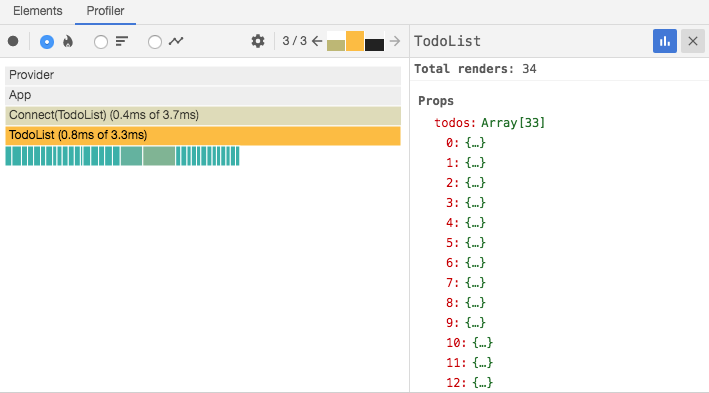 Elements Profiler
3 / 3
TodoList
Total renders: 34
Provider
App
Connect(TodoList) (0.4ms of 3.7ms)
TodoList (0.8ms of 3.3ms)
Props
todos: Array[33]
0: {…}
1: {…}
2: {…}
3: {…}
4: {…}
5: {…}
6: {…}
7: {…}
8: {…}
9: {…}
10: {…}
11: {…}
12: {…}